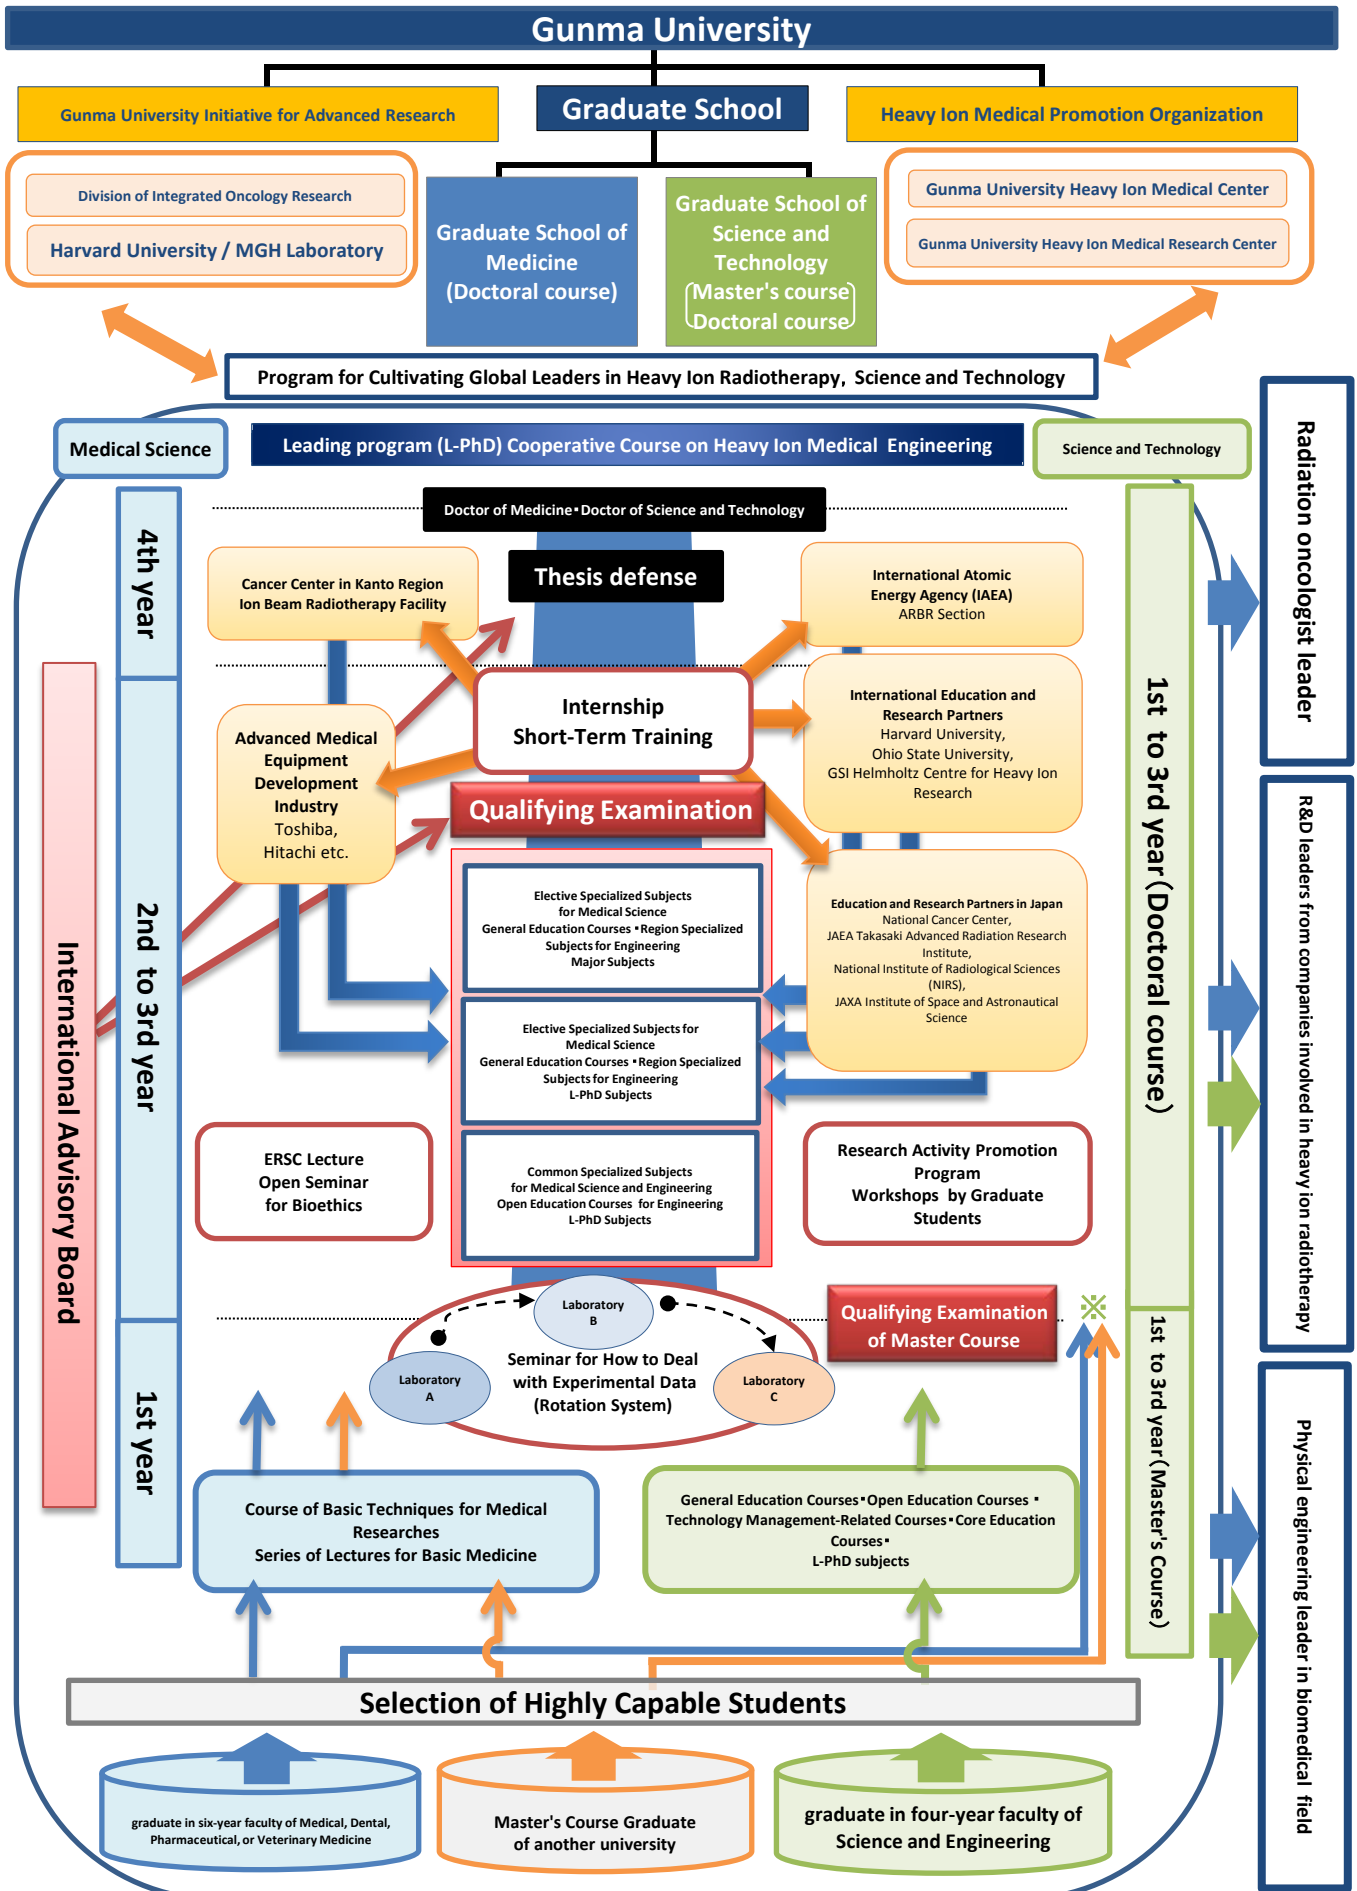 Gunma University
Gunma University Initiative for Advanced Research
Graduate School
Heavy Ion Medical Promotion Organization
Division of Integrated Oncology Research
Harvard University / MGH Laboratory
Graduate School of
Medicine
(Doctoral course)
Graduate School of
Science and
Technology
(Master's course
Doctoral course)
Gunma University Heavy Ion Medical Center
Gunma University Heavy Ion Medical Research Center
Program for Cultivating Global Leaders in Heavy Ion Radiotherapy, Science and Technology
Medical Science
Leading program (L-PhD) Cooperative Course on Heavy Ion Medical Engineering
Science and Technology
Doctor of Medicine▪Doctor of Science and Technology
Thesis defense
Cancer Center in Kanto Region
Ion Beam Radiotherapy Facility
International Atomic
Energy Agency (IAEA)
ARBR Section
Internship
Short-Term Training
International Education and
Research Partners
Harvard University,
Ohio State University,
GSI Helmholtz Centre for Heavy Ion
Research
Advanced Medical
Equipment
Development
Industry
Toshiba,
Hitachi etc.
Qualifying Examination
Elective Specialized Subjects
for Medical Science
General Education Courses ▪Region Specialized
Subjects for Engineering
Major Subjects
Education and Research Partners in Japan
National Cancer Center,
JAEA Takasaki Advanced Radiation Research
Institute,
National Institute of Radiological Sciences
(NIRS),
JAXA Institute of Space and Astronautical
Science
Elective Specialized Subjects for
Medical Science
General Education Courses ▪Region Specialized
Subjects for Engineering
L-PhD Subjects
ERSC Lecture
Open Seminar
for Bioethics
Common Specialized Subjects
for Medical Science and Engineering
Open Education Courses for Engineering
L-PhD Subjects
Research Activity Promotion
Program
Workshops by Graduate
Students
Laboratory
B
Laboratory
A
Seminar for How to Deal
with Experimental Data
(Rotation System)
Laboratory
C
Qualifying Examination
of Master Course
※
Course of Basic Techniques for Medical
Researches
Series of Lectures for Basic Medicine
General Education Courses▪Open Education Courses ▪
Technology Management-Related Courses▪Core Education
Courses▪
L-PhD subjects
Selection of Highly Capable Students
graduate in six-year faculty of Medical, Dental,
Pharmaceutical, or Veterinary Medicine
Master's Course Graduate
of another university
graduate in four-year faculty of
Science and Engineering
4th year
2nd to 3rd year
1st year
International Advisory Board
1st to 3rd year(Doctoral course)
1st to 3rd year(Master's Course)
Radiation oncologist leader
R&D leaders from companies involved in heavy ion radiotherapy
Physical engineering leader in biomedical field